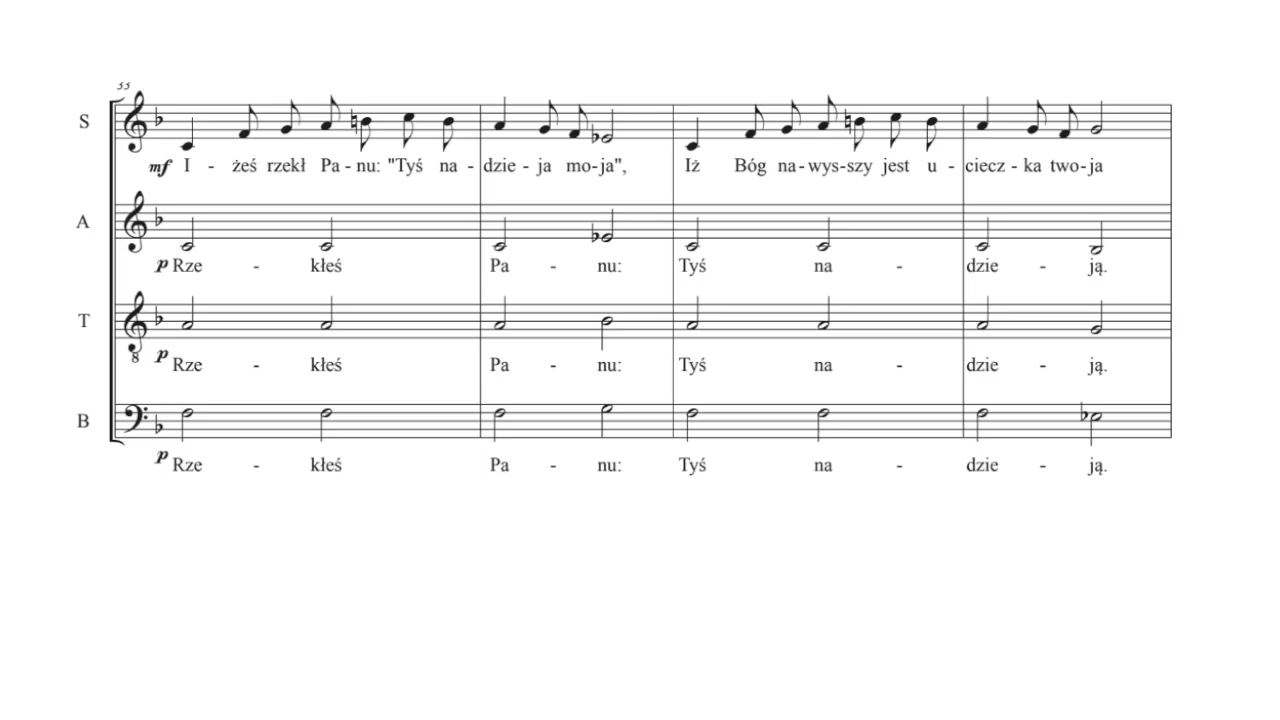 33
S
mf I - żeś rzekł Pa - nu: "Tyś na - dzie - ja mo-ja", Iż Bóg na-wys-szy jest u - ciecz - ka two-ja
A
p Rze - kłeś Pa - nu: Tyś na - dzie - ją.
T
8
p Rze - kłeś Pa - nu: Tyś na - dzie - ją.
B
p Rze - kłeś Pa - nu: Tyś na - dzie - ją.